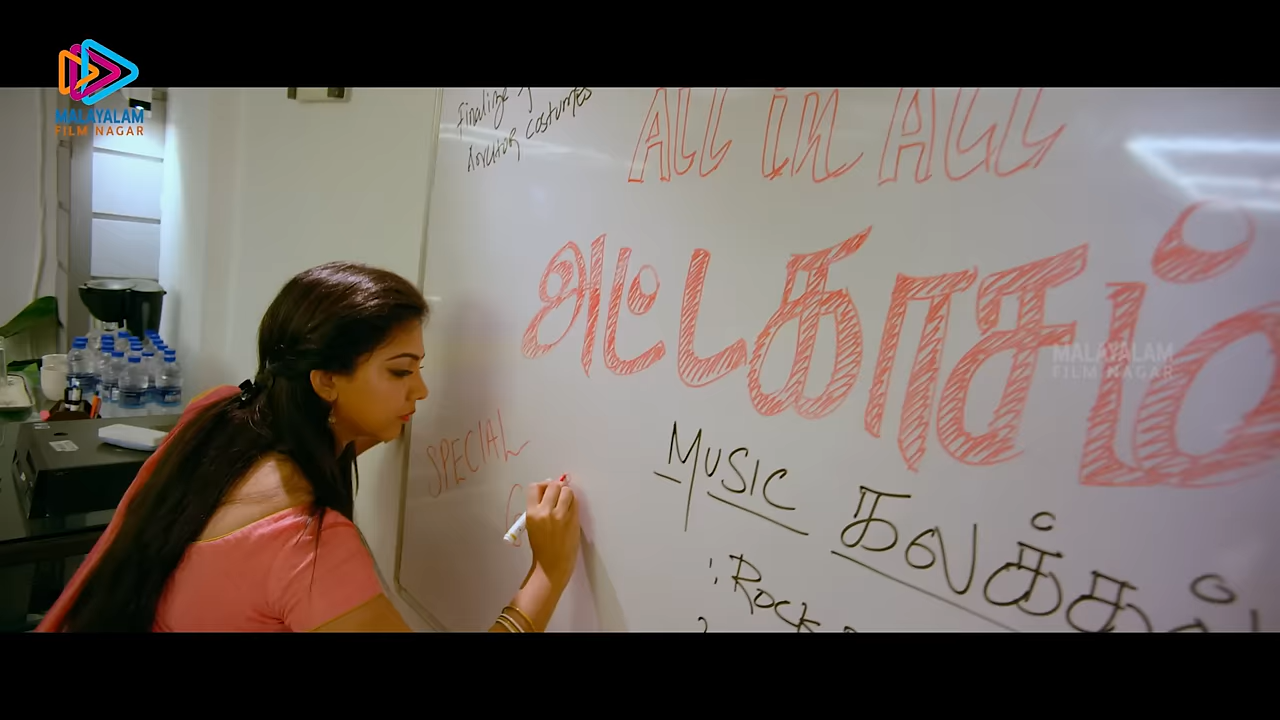 MALAYALAM
FILM NAGAR
Finalize
Aventor costumes
ALL in ALL
அட்டகாசம்
MALAYALAM
FILM NAGAR
SPECIAL
MUSIC கலக்கல்
: Rock